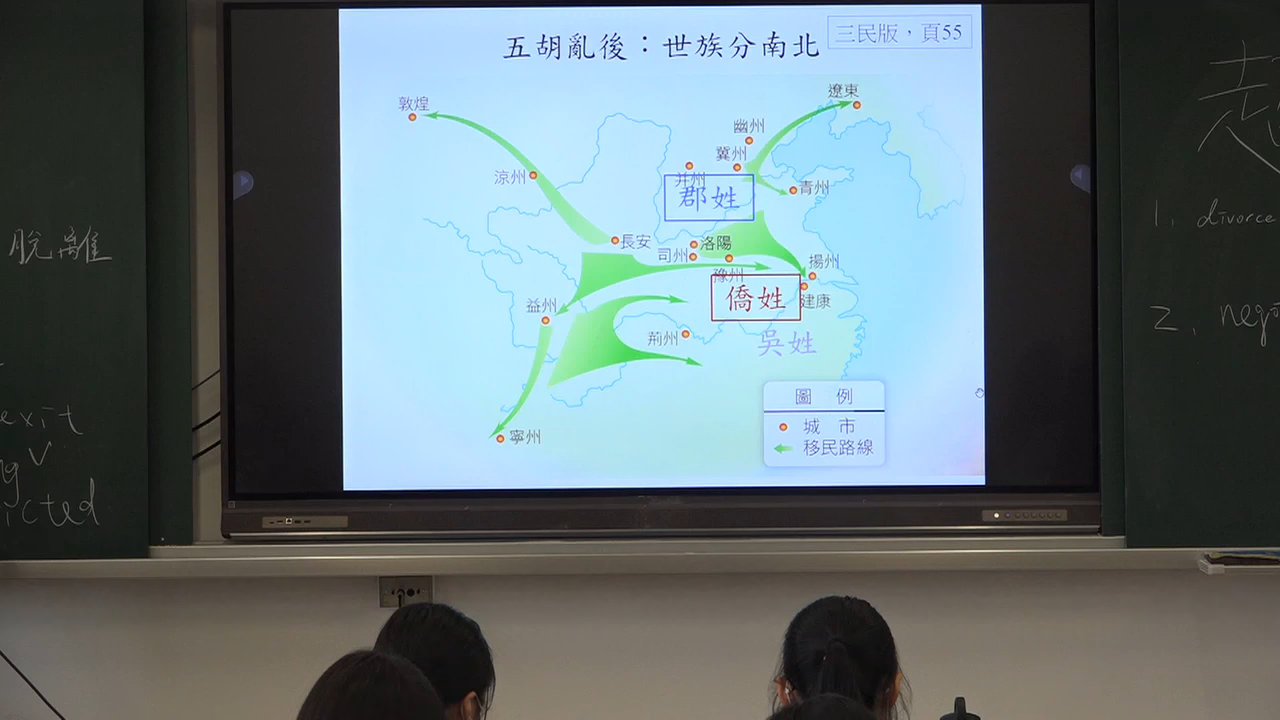 五胡亂後：世族分南北
三民版，頁55
敦煌
遼東
幽州
冀州
涼州
并州
青州
郡姓
長安
洛陽
司州
豫州
揚州
僑姓
建康
益州
荊州
吳姓
寧州
圖 例
城 市
移民路線
脫離
exit
icted
1. divorce
2.